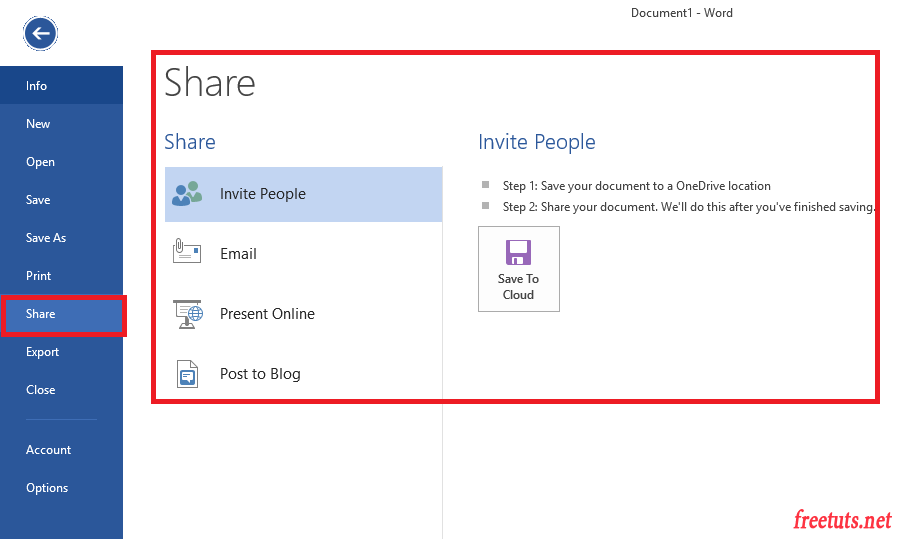 Document1 - Word
Info
New
Open
Save
Save As
Print
Share
Export
Close
Account
Options
Share
Share
Invite People
Email
Present Online
Post to Blog
Invite People
Step 1: Save your document to a OneDrive location
Step 2: Share your document. We'll do this after you've finished saving.
Save To
Cloud
freetuts.net